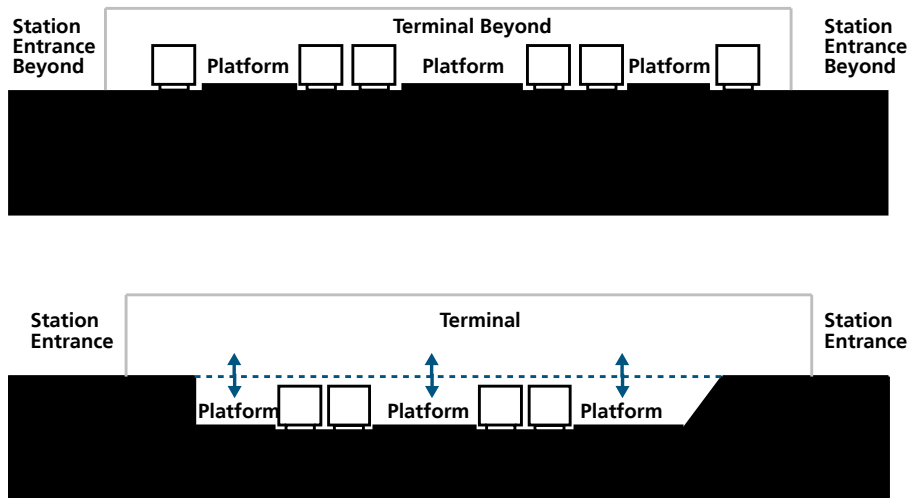 Station
Entrance
Beyond
Terminal Beyond
Station
Entrance
Beyond
Platform
Platform
Platform
Station
Entrance
Terminal
Station
Entrance
Platform
Platform
Platform